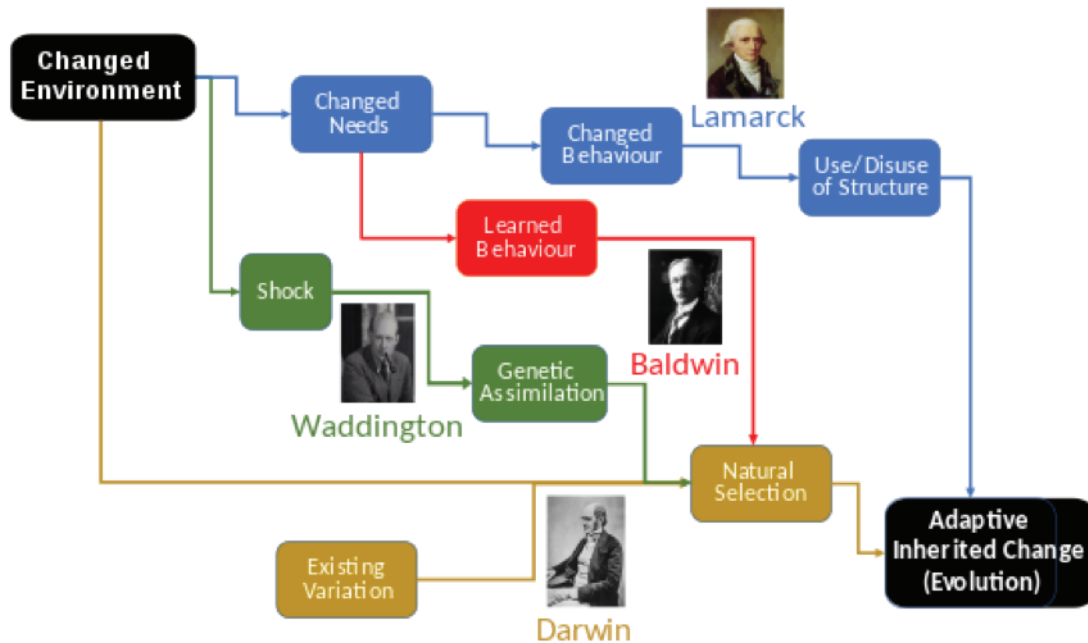 Changed
Environment
Changed
Needs
Changed
Behaviour
Lamarck
Use/Disuse
of Structure
Learned
Behaviour
Shock
Baldwin
Genetic
Assimilation
Waddington
Natural
Selection
Adaptive
Inherited Change
(Evolution)
Existing
Variation
Darwin